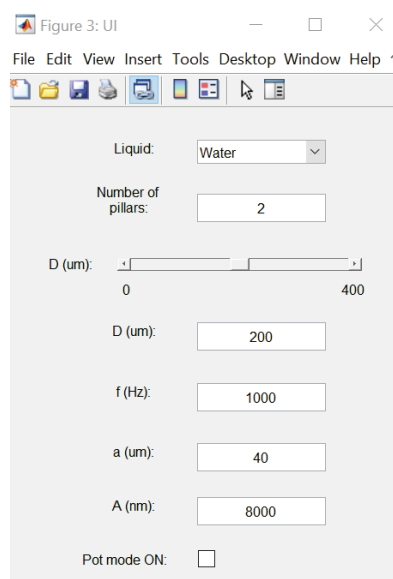 Figure 3: UI
File Edit View Insert Tools Desktop Window Help
Liquid: Water
Number of
pillars: 2
D (um):
0 400
D (um): 200
f (Hz): 1000
a (um): 40
A (nm): 8000
Pot mode ON: